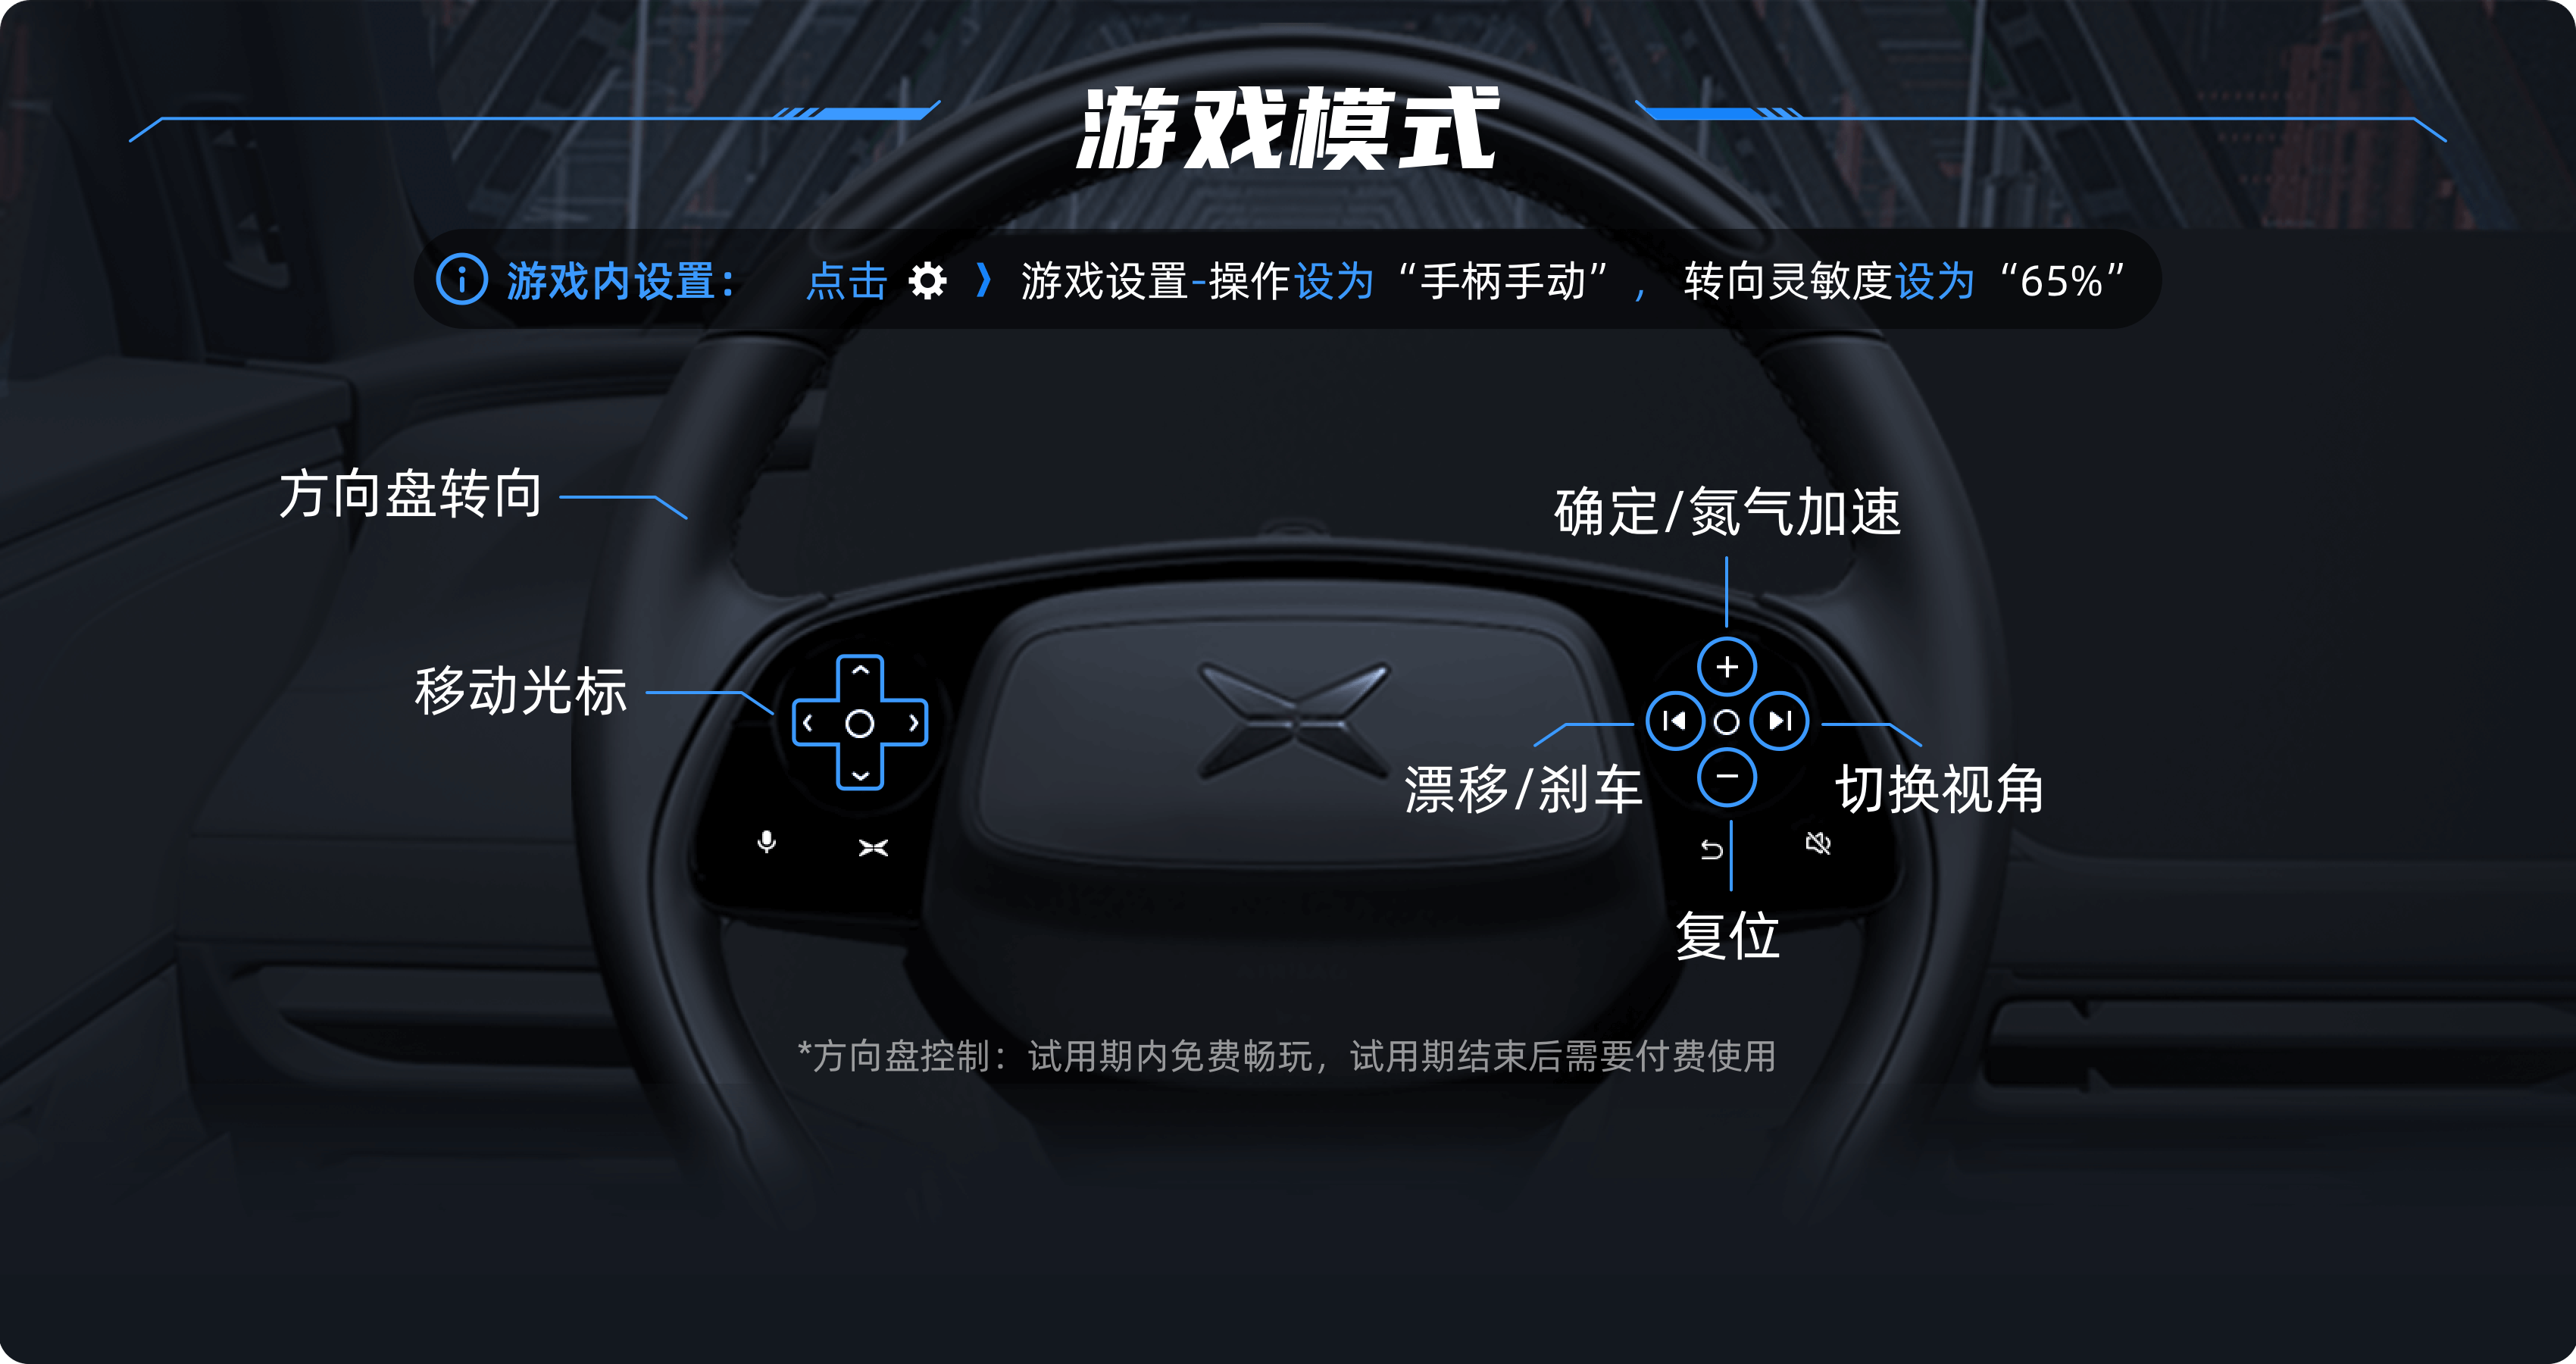 游戏模式
游戏内设置： 点击 游戏设置-操作设为“手柄手动”， 转向灵敏度设为“65%”
方向盘转向
确定/氮气加速
移动光标
漂移/刹车
切换视角
复位
*方向盘控制：试用期内免费畅玩，试用期结束后需要付费使用